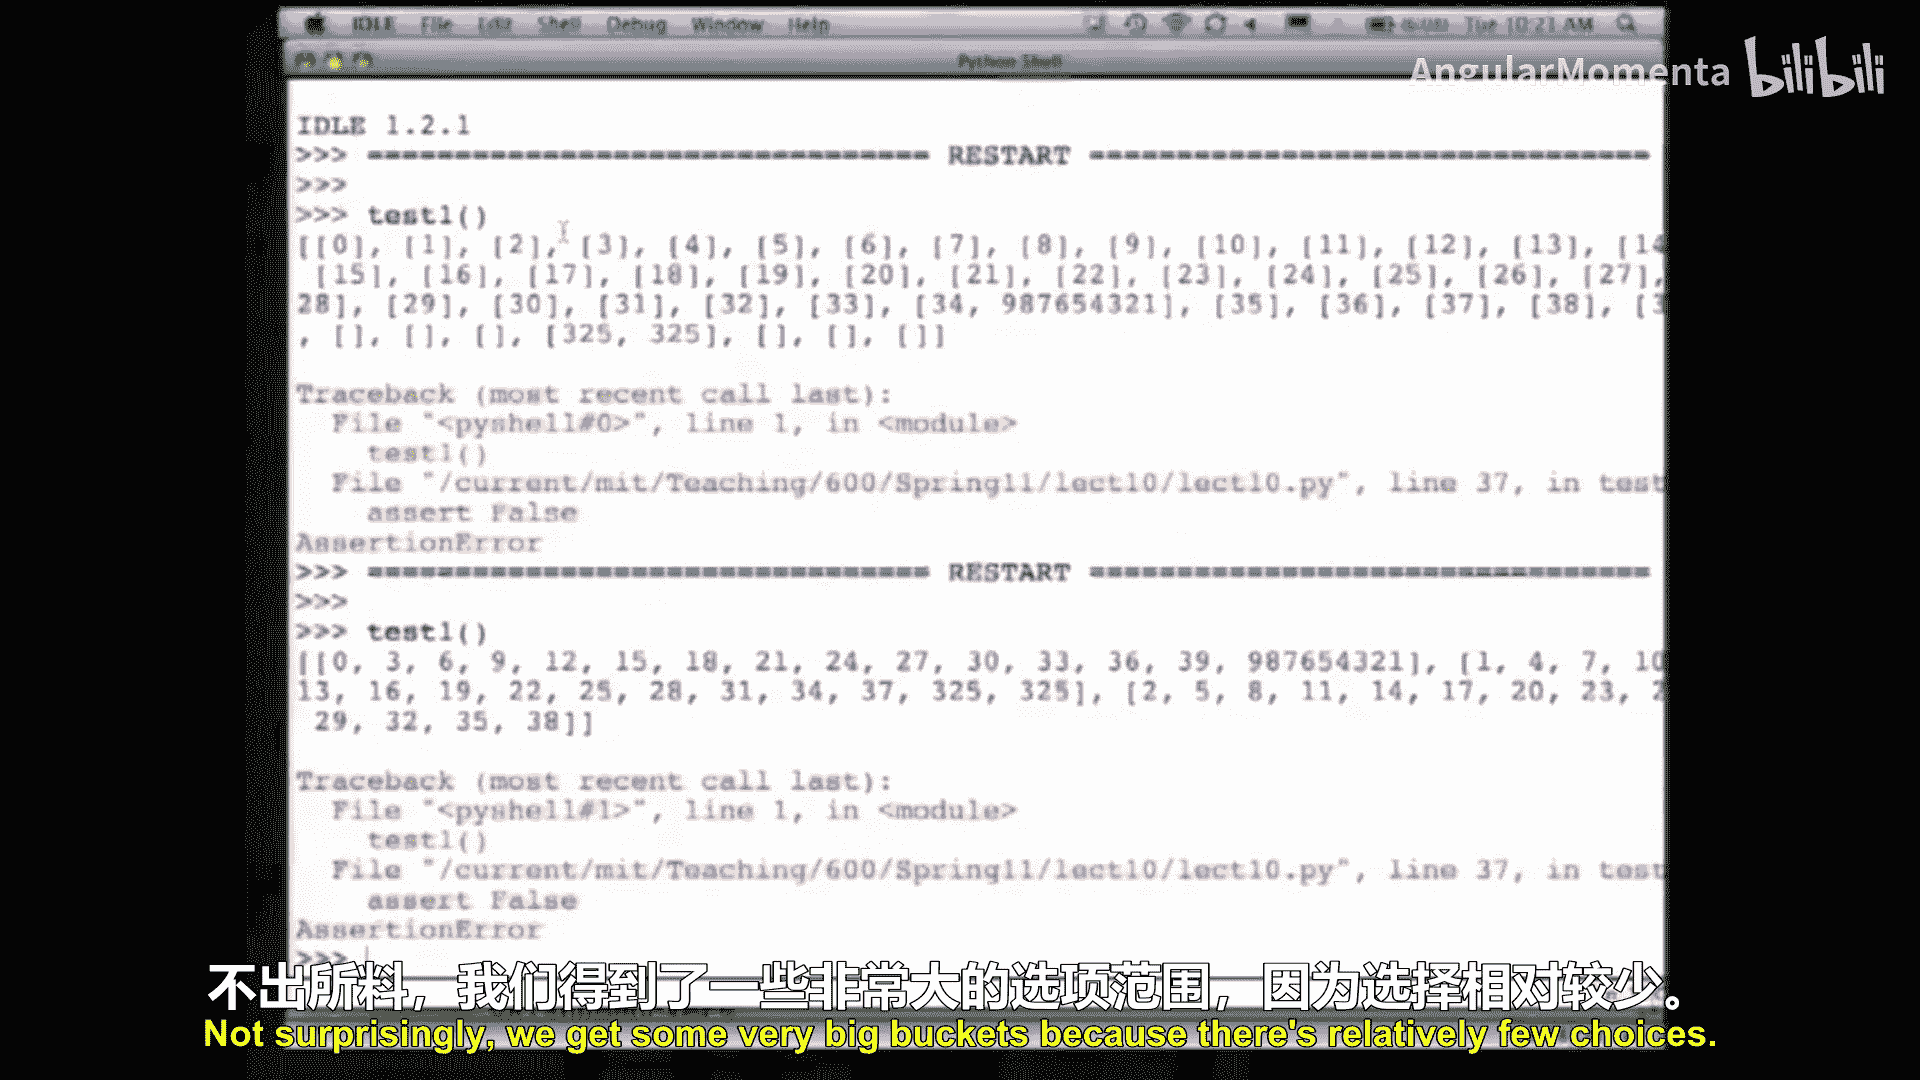 IDLE File Edit Shell Debug Window Help Tue 10:21 AM
Python Shell
AngularMomenta bilibili
IDLE 1.2.1
>>> ================================ RESTART ================================
>>>
>>> test1()
[[0], [1], [2], [3], [4], [5], [6], [7], [8], [9], [10], [11], [12], [13], [14
[15], [16], [17], [18], [19], [20], [21], [22], [23], [24], [25], [26], [27],
28], [29], [30], [31], [32], [33], [34, 987654321], [35], [36], [37], [38], [3
, [], [], [], [325, 325], [], [], []]
Traceback (most recent call last):
File "<pyshell#0>", line 1, in <module>
test1()
File "/current/mit/Teaching/600/Spring11/lect10/lect10.py", line 37, in test
assert False
AssertionError
>>> ================================ RESTART ================================
>>>
>>> test1()
[[0, 3, 6, 9, 12, 15, 18, 21, 24, 27, 30, 33, 36, 39, 987654321], [1, 4, 7, 10
13, 16, 19, 22, 25, 28, 31, 34, 37, 325, 325], [2, 5, 8, 11, 14, 17, 20, 23, 2
29, 32, 35, 38]]
Traceback (most recent call last):
File "<pyshell#1>", line 1, in <module>
test1()
File "/current/mit/Teaching/600/Spring11/lect10/lect10.py", line 37, in test
assert False
AssertionError
>>>
不出所料，我们得到了一些非常大的选项范围，因为选择相对较少。
Not surprisingly, we get some very big buckets because there's relatively few choices.